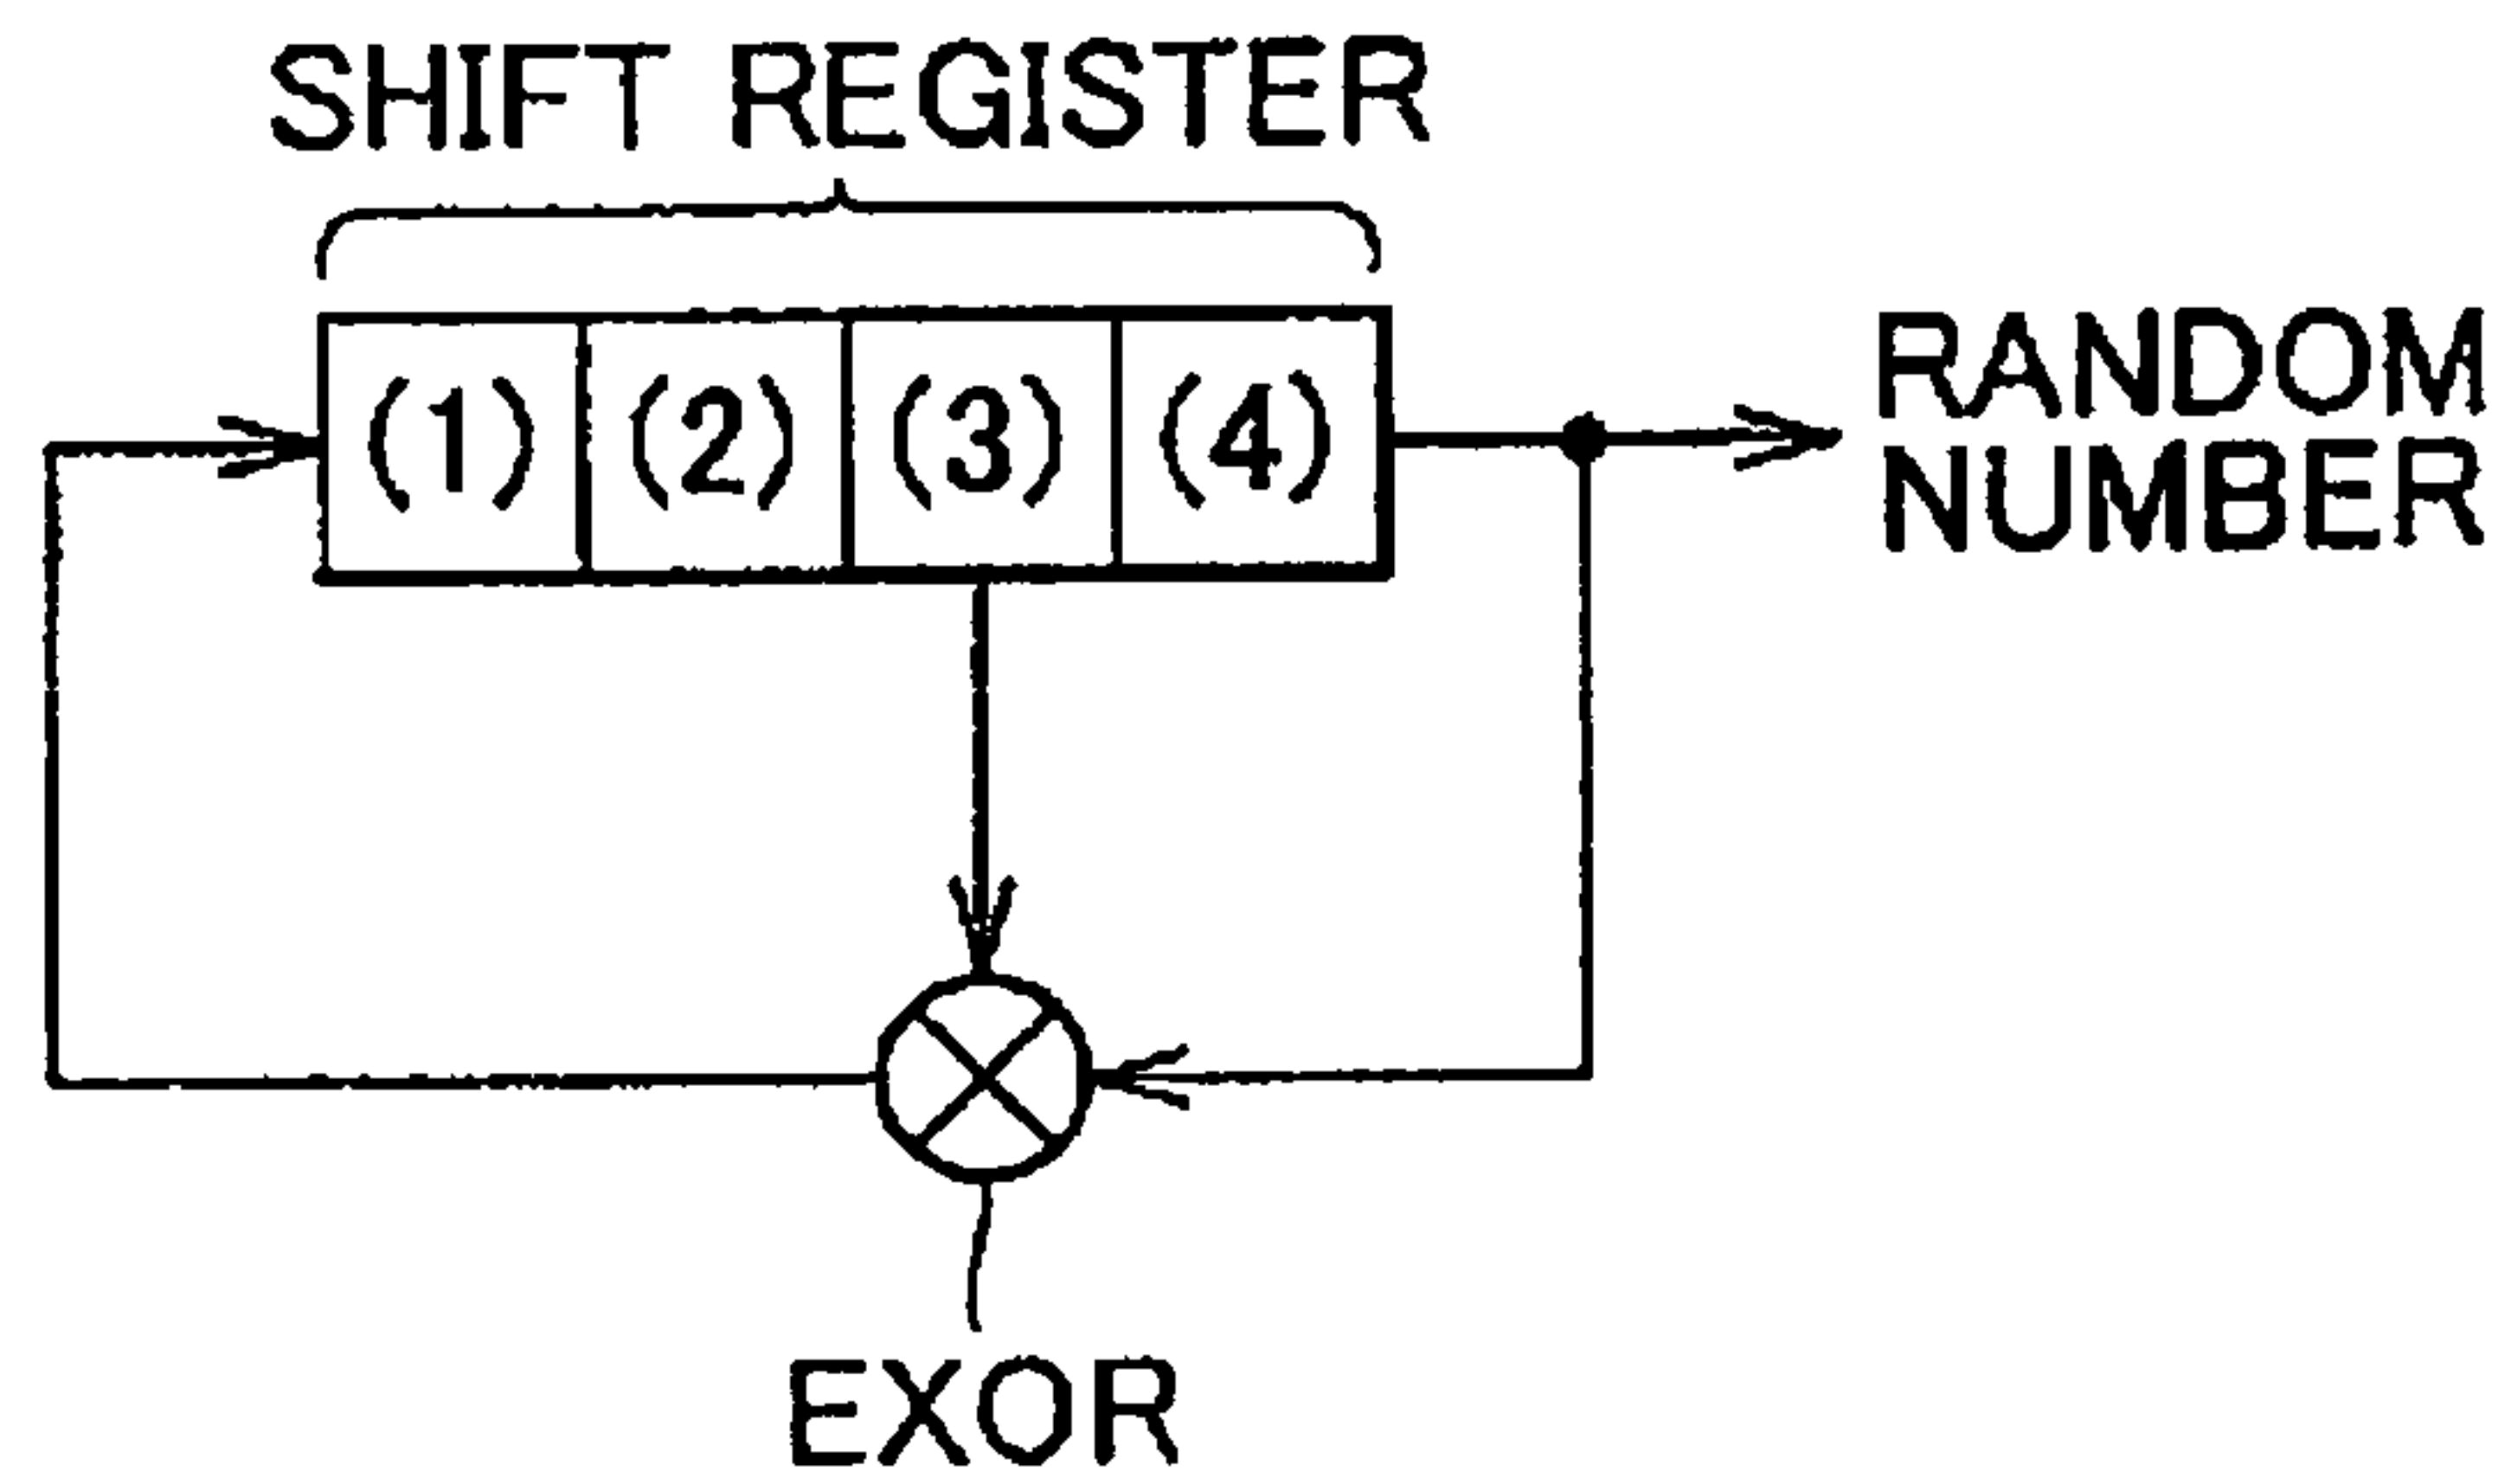 SHIFT REGISTER
(1) (2) (3) (4)
RANDOM
NUMBER
EXOR